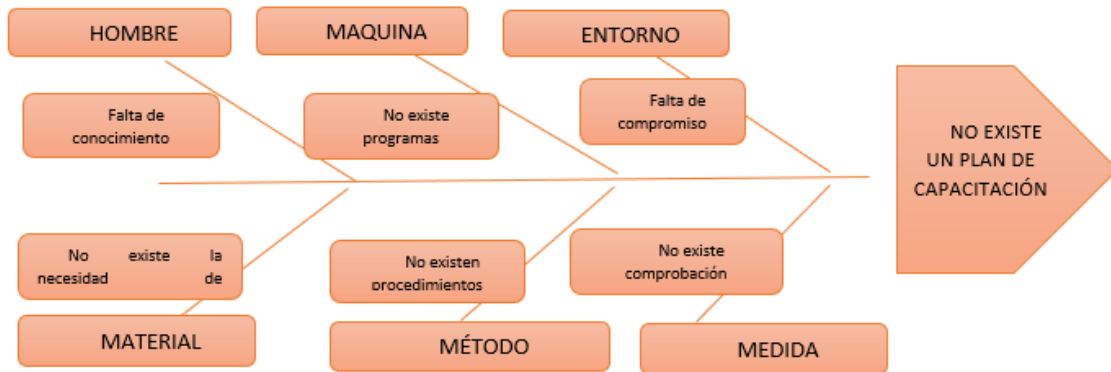 HOMBRE
MAQUINA
ENTORNO
Falta de
conocimiento
No existe
programas
Falta de
compromiso
NO EXISTE
UN PLAN DE
CAPACITACIÓN
No existe la
necesidad de
No existen
procedimientos
No existe
comprobación
MATERIAL
MÉTODO
MEDIDA